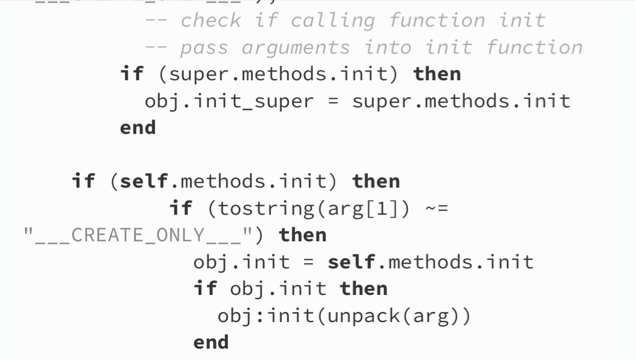 ___CREATE_ONLY___"))
-- check if calling function init
-- pass arguments into init function
if (super.methods.init) then
obj.init_super = super.methods.init
end
if (self.methods.init) then
if (tostring(arg[1]) ~=
"___CREATE_ONLY___") then
obj.init = self.methods.init
if obj.init then
obj:init(unpack(arg))
end